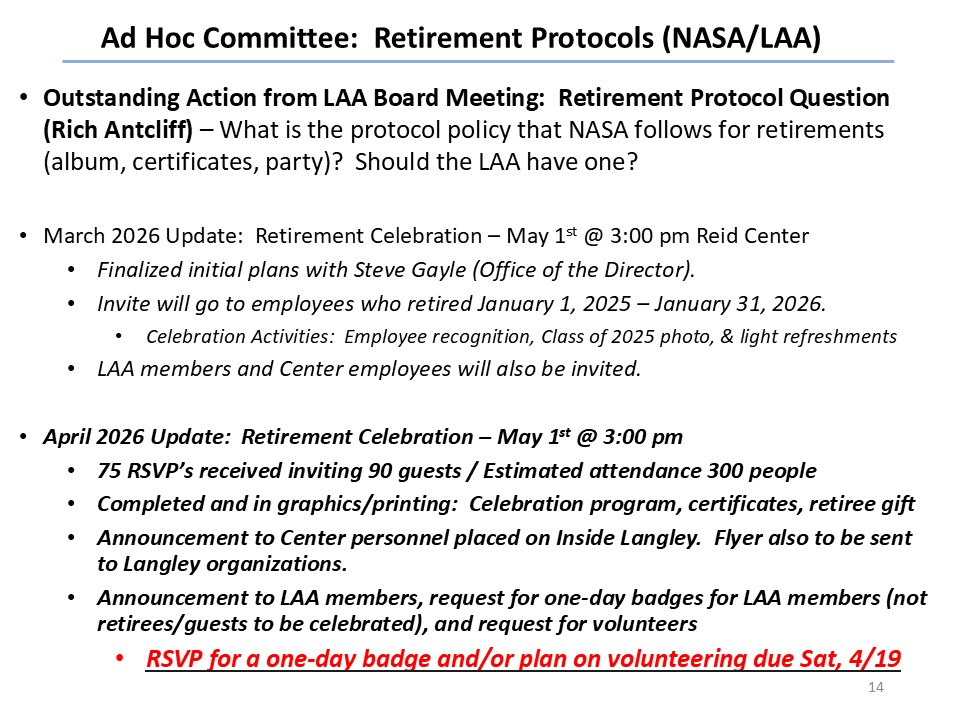 Ad Hoc Committee:  Retirement Protocols (NASA/LAA)
• Outstanding Action from LAA Board Meeting:  Retirement Protocol Question
(Rich Antcliff) – What is the protocol policy that NASA follows for retirements
(album, certificates, party)?  Should the LAA have one?
• March 2026 Update:  Retirement Celebration – May 1st @ 3:00 pm Reid Center
• Finalized initial plans with Steve Gayle (Office of the Director).
• Invite will go to employees who retired January 1, 2025 – January 31, 2026.
• Celebration Activities:  Employee recognition, Class of 2025 photo, & light refreshments
• LAA members and Center employees will also be invited.
• April 2026 Update:  Retirement Celebration – May 1st @ 3:00 pm
• 75 RSVP’s received inviting 90 guests / Estimated attendance 300 people
• Completed and in graphics/printing:  Celebration program, certificates, retiree gift
• Announcement to Center personnel placed on Inside Langley.  Flyer also to be sent
to Langley organizations.
• Announcement to LAA members, request for one-day badges for LAA members (not
retirees/guests to be celebrated), and request for volunteers
• RSVP for a one-day badge and/or plan on volunteering due Sat, 4/19
14